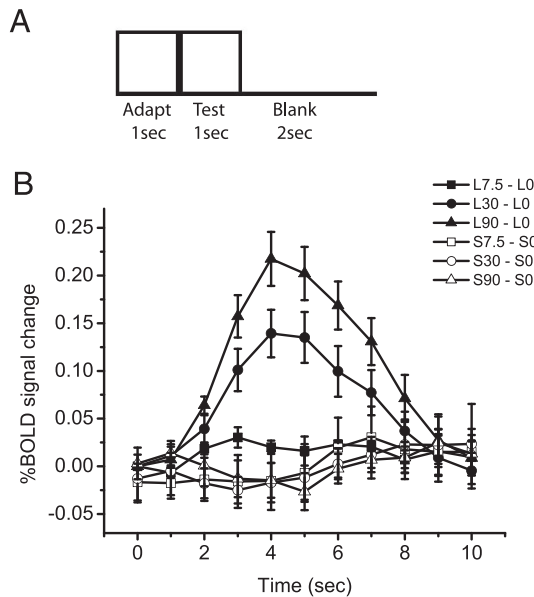 A
Adapt
1sec
Test
1sec
Blank
2sec
B
L7.5 - L0
L30 - L0
L90 - L0
S7.5 - S0
S30 - S0
S90 - S0
%BOLD signal change
0.25
0.20
0.15
0.10
0.05
0.00
-0.05
0 2 4 6 8 10
Time (sec)